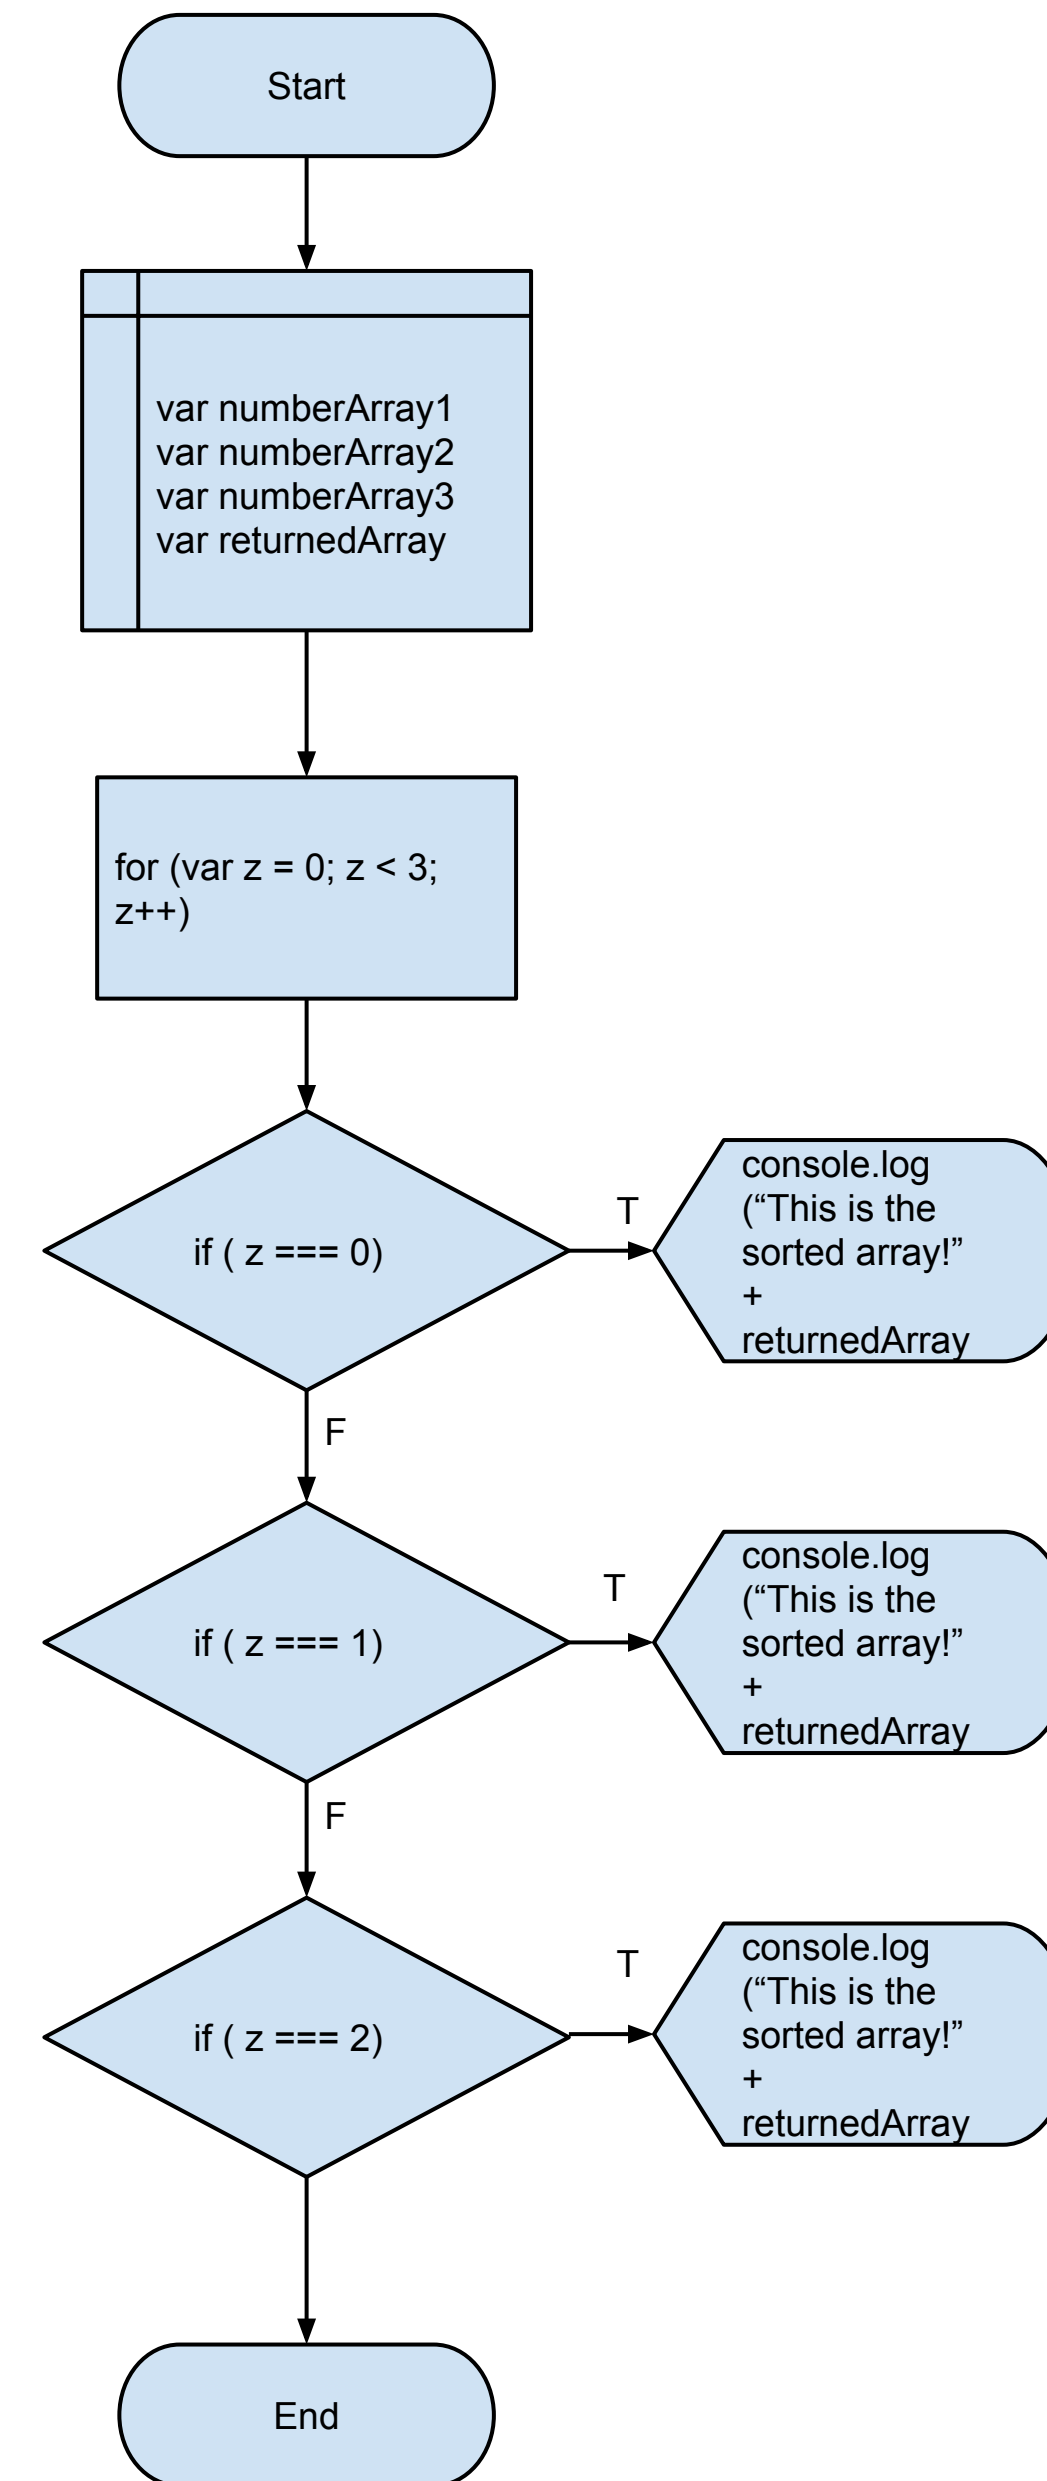 Start
var numberArray1
var numberArray2
var numberArray3
var returnedArray
for (var z = 0; z < 3;
z++)
if ( z === 0)
T
console.log
(“This is the
sorted array!”
+
returnedArray
F
if ( z === 1)
T
console.log
(“This is the
sorted array!”
+
returnedArray
F
if ( z === 2)
T
console.log
(“This is the
sorted array!”
+
returnedArray
End